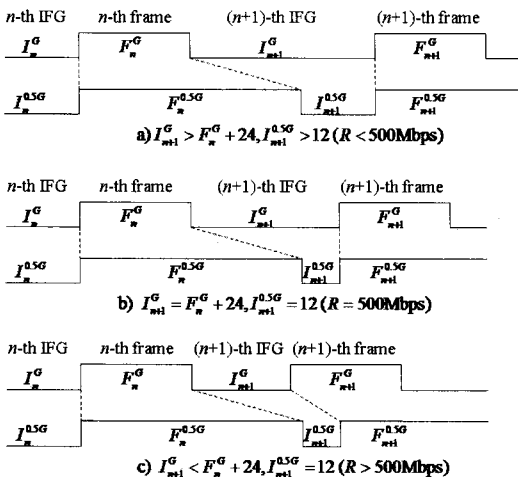 n-th IFG n-th frame (n+1)-th IFG (n+1)-th frame
I_n^G F_n^G I_{n+1}^G F_{n+1}^G
I_n^{0.5G} F_n^{0.5G} I_{n+1}^{0.5G} F_{n+1}^{0.5G}
a) I_{n+1}^G > F_n^G + 24, I_{n+1}^{0.5G} > 12 (R < 500Mbps)
n-th IFG n-th frame (n+1)-th IFG (n+1)-th frame
I_n^G F_n^G I_{n+1}^G F_{n+1}^G
I_n^{0.5G} F_n^{0.5G} I_{n+1}^{0.5G} F_{n+1}^{0.5G}
b) I_{n+1}^G = F_n^G + 24, I_{n+1}^{0.5G} = 12 (R = 500Mbps)
n-th IFG n-th frame (n+1)-th IFG (n+1)-th frame
I_n^G F_n^G I_{n+1}^G F_{n+1}^G
I_n^{0.5G} F_n^{0.5G} I_{n+1}^{0.5G} F_{n+1}^{0.5G}
c) I_{n+1}^G < F_n^G + 24, I_{n+1}^{0.5G} = 12 (R > 500Mbps)